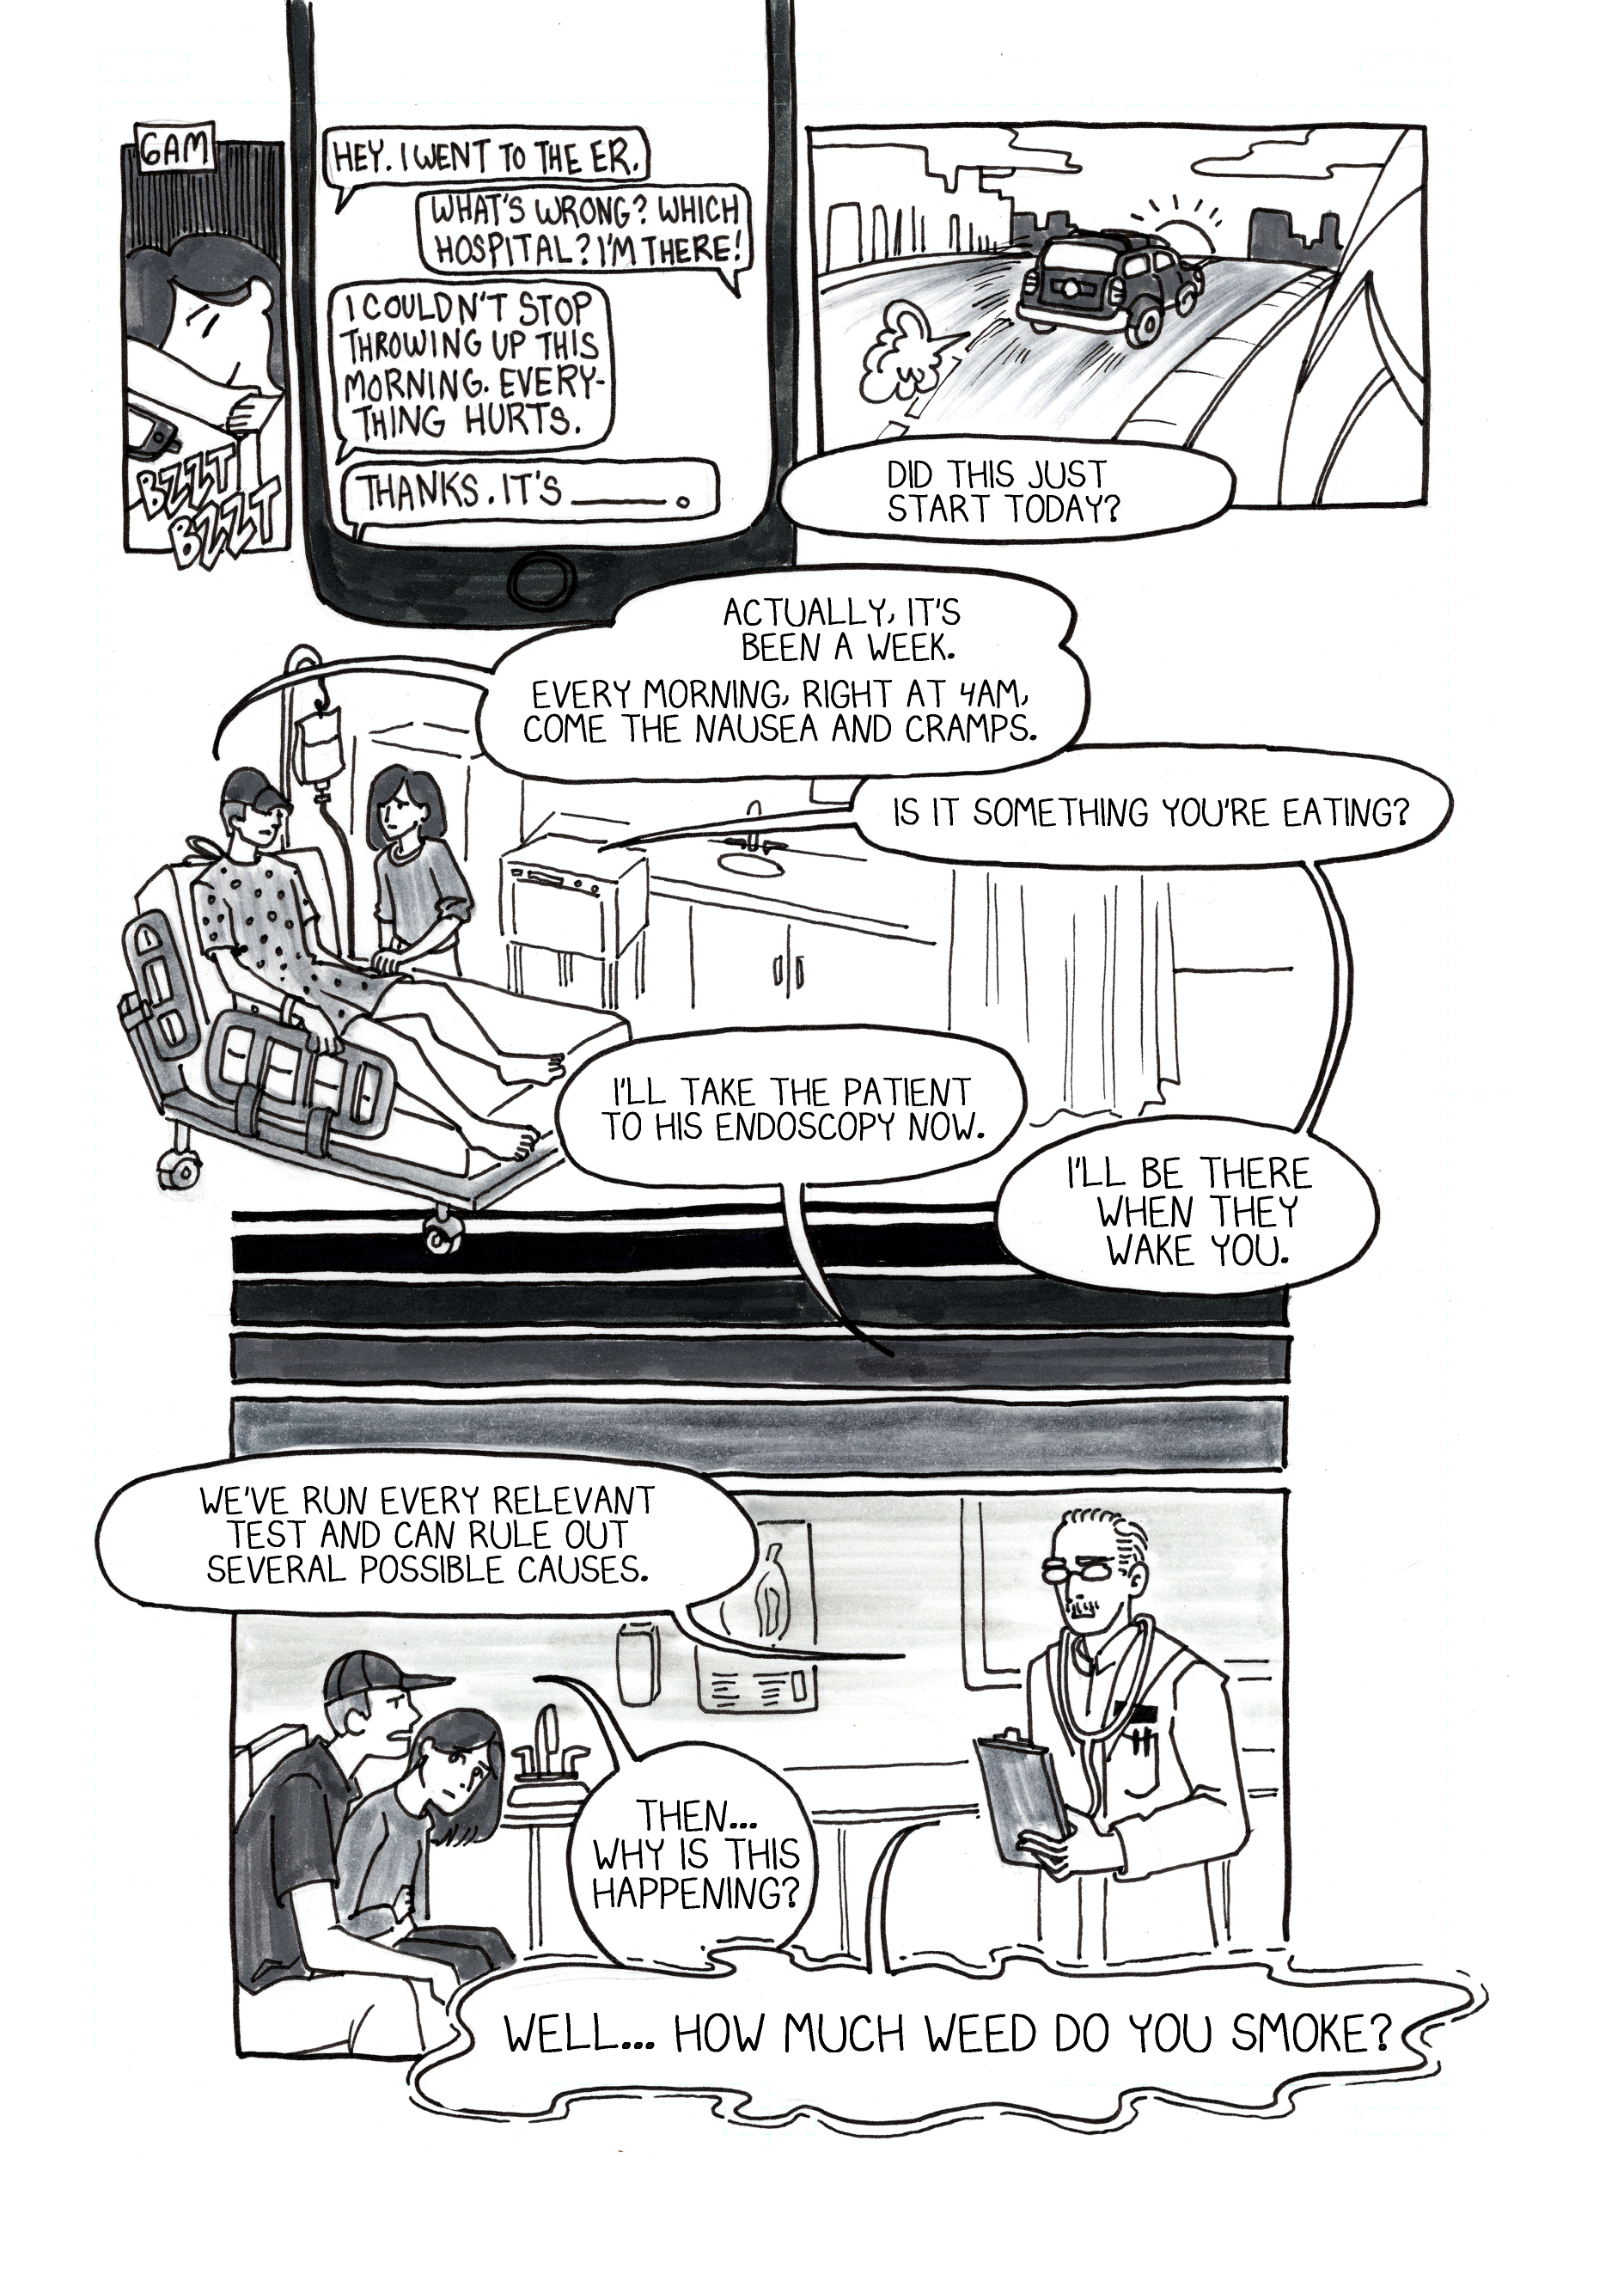 6AM
BZZT
BZZT
HEY. I WENT TO THE ER.
WHAT'S WRONG? WHICH
HOSPITAL? I'M THERE!
I COULDN'T STOP
THROWING UP THIS
MORNING. EVERY-
THING HURTS.
THANKS. IT'S ______.
DID THIS JUST
START TODAY?
ACTUALLY, IT'S
BEEN A WEEK.
EVERY MORNING, RIGHT AT 4AM,
COME THE NAUSEA AND CRAMPS.
IS IT SOMETHING YOU'RE EATING?
I'LL TAKE THE PATIENT
TO HIS ENDOSCOPY NOW.
I'LL BE THERE
WHEN THEY
WAKE YOU.
WE'VE RUN EVERY RELEVANT
TEST AND CAN RULE OUT
SEVERAL POSSIBLE CAUSES.
THEN...
WHY IS THIS
HAPPENING?
WELL... HOW MUCH WEED DO YOU SMOKE?